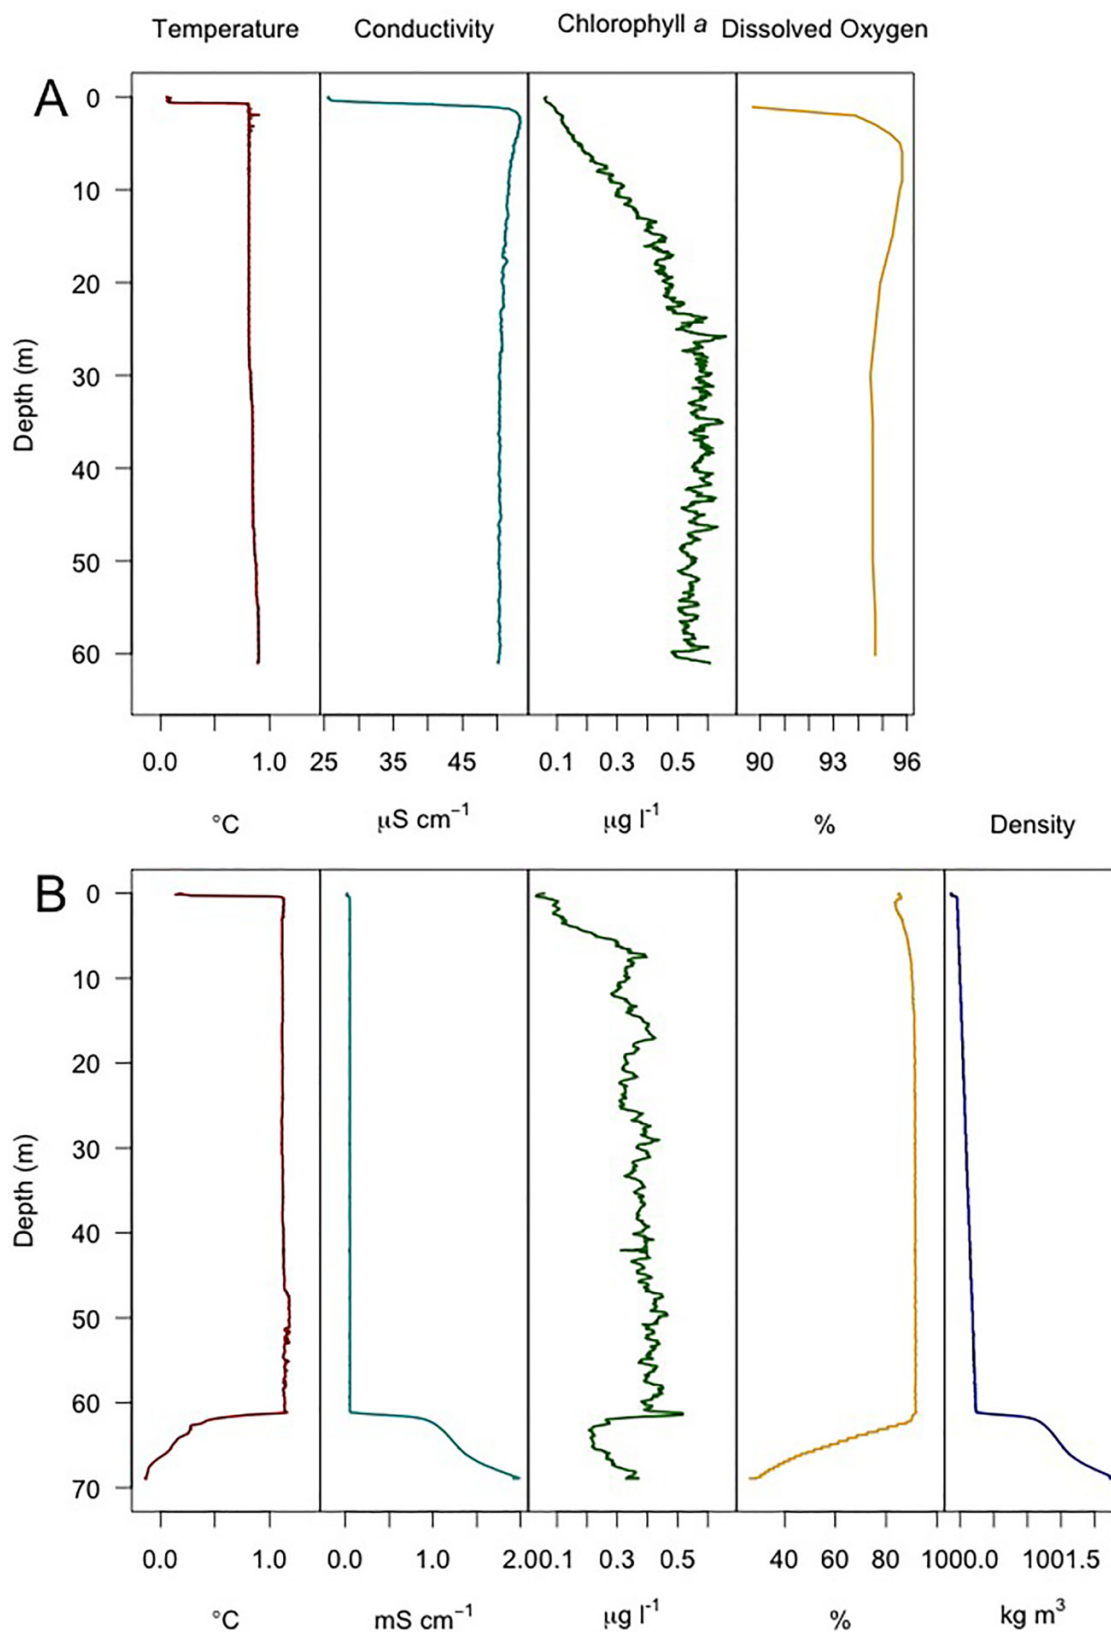 Temperature Conductivity Chlorophyll a Dissolved Oxygen
A
0
10
20
30
40
50
60
Depth (m)
0.0 1.0 25 35 45 0.1 0.3 0.5 90 93 96
°C µS cm⁻¹ µg l⁻¹ % Density
B
0
10
20
30
40
50
60
70
Depth (m)
0.0 1.0 0.0 1.0 2.0 0.1 0.3 0.5 40 60 80 1000.0 1001.5
°C mS cm⁻¹ µg l⁻¹ % kg m³